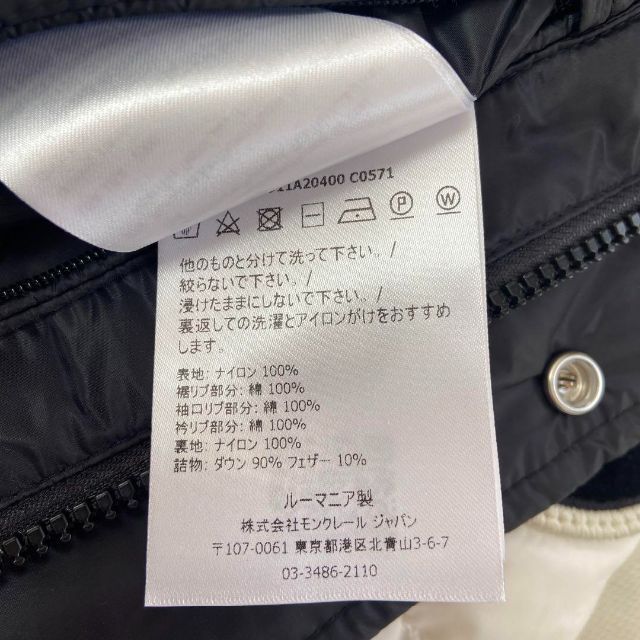 11A20400 C0571
P W
他のものと分けて洗って下さい。/
絞らないで下さい。/
浸けたままにしないで下さい。/
裏返しての洗濯とアイロンがけをおすすめ
します。
表地: ナイロン 100%
裾リブ部分: 綿 100%
袖口リブ部分: 綿 100%
衿リブ部分: 綿 100%
裏地: ナイロン 100%
詰物: ダウン 90% フェザー 10%
ルーマニア製
株式会社モンクレール ジャパン
〒107-0061 東京都港区北青山3-6-7
03-3486-2110